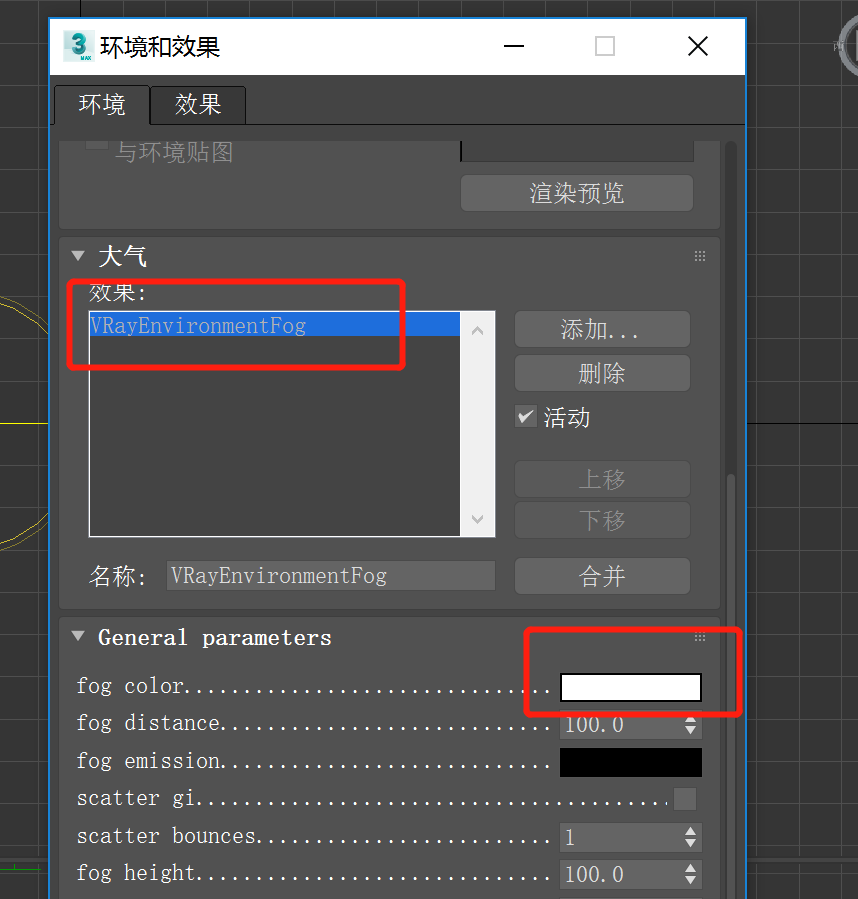 环境和效果
环境 效果
与环境贴图
渲染预览
大气
效果:
VRayEnvironmentFog
添加...
删除
活动
上移
下移
名称: VRayEnvironmentFog 合并
General parameters
fog color
fog distance 100.0
fog emission
scatter gi
scatter bounces 1
fog height 100.0